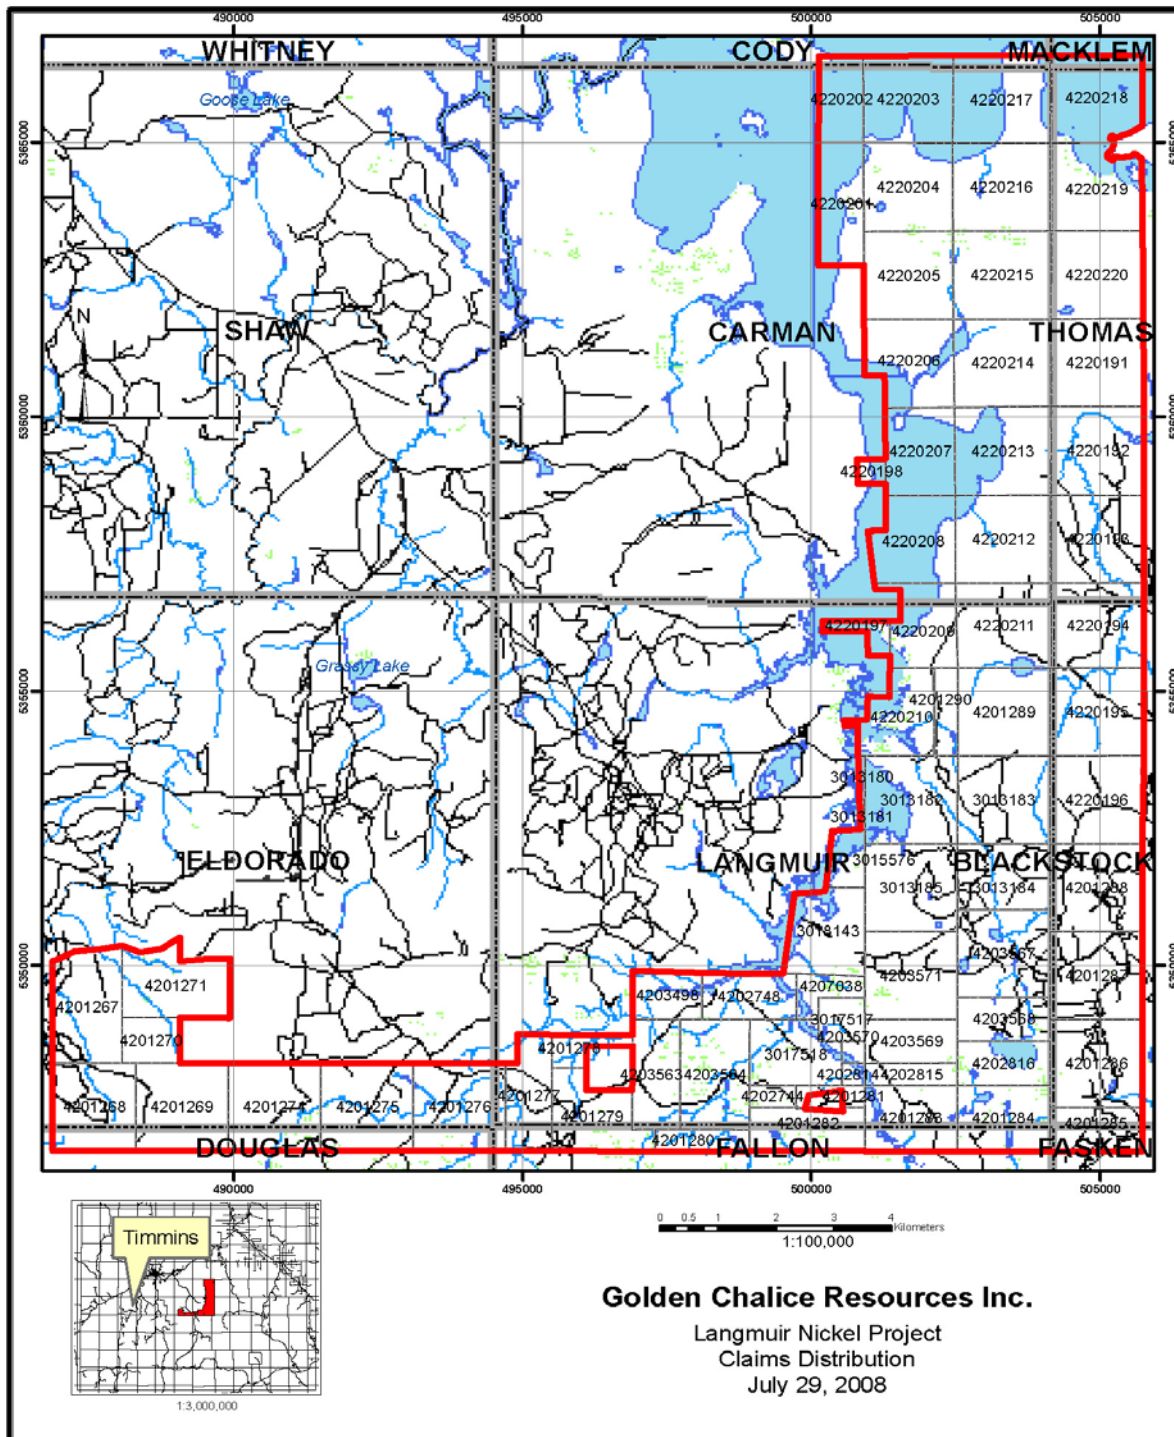 490000 495000 500000 505000
WHITNEY CODY MACKLEM
Goose Lake
4220202 4220203 4220217 4220218
5365000 5365000
4220204 4220216 4220219
4220201
4220205 4220215 4220220
N
SHAW CARMAN THOMAS
4220206 4220214 4220191
5360000 5360000
4220207 4220213 4220192
4220198
4220208 4220212 4220193
4220197 4220209 4220211 4220194
Grassy Lake
5355000 5355000
4201290
4220210 4201289 4220195
3013180
3013182 3013183 4220196
3013181
ELDORADO LANGMUIR BLACKSTOCK
3015576
3013185 3013184 4201288
3018143
4203567
5350000 5350000
4201267 4201271 4203571 4201287
4203498 4202748 4207038
3017517 4203568
4201270 4203570 4203569
4201278 3017518
4203563 4203564 4202814 4202815 4202816 4201286
4201277 4202744 4201281
4201268 4201269 4201274 4201275 4201276 4201279
4201282 4201283 4201284 4201285
4201280
DOUGLAS FALLON FASKEN
490000 495000 500000 505000
Timmins
1:3,000,000
0 0.5 1 2 3 4
Kilometers
1:100,000
Golden Chalice Resources Inc.
Langmuir Nickel Project
Claims Distribution
July 29, 2008